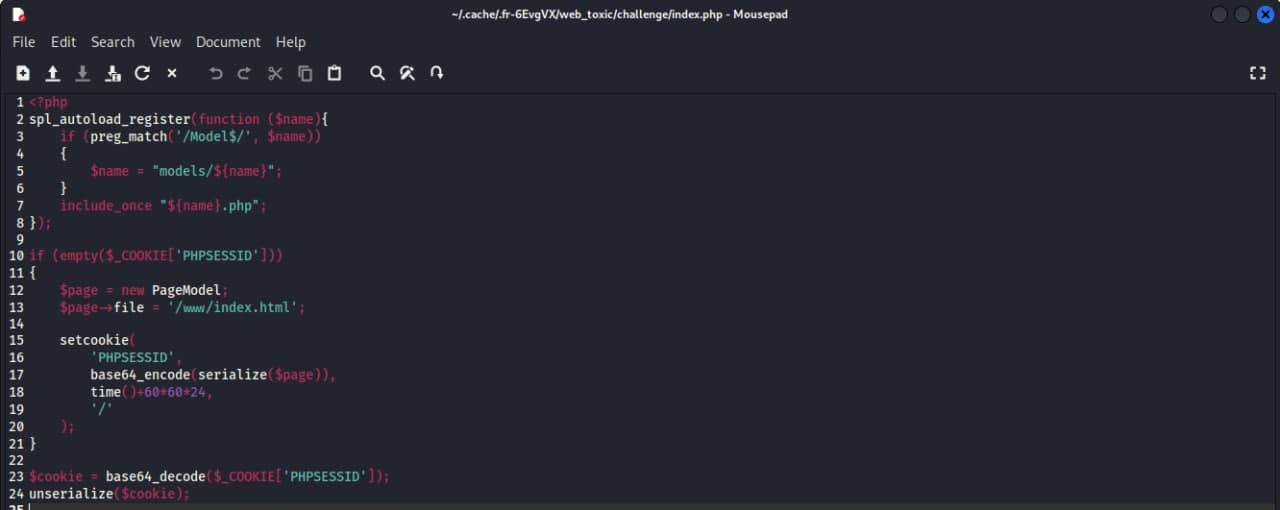 ~/.cache/.fr-6EvgVX/web_toxic/challenge/index.php - Mousepad
File Edit Search View Document Help
1 <?php
2 spl_autoload_register(function ($name){
3     if (preg_match('/Model$/', $name))
4     {
5         $name = "models/${name}";
6     }
7     include_once "${name}.php";
8 });
9
10 if (empty($_COOKIE['PHPSESSID']))
11 {
12     $page = new PageModel;
13     $page->file = '/www/index.html';
14
15     setcookie(
16         'PHPSESSID',
17         base64_encode(serialize($page)),
18         time()+60*60*24,
19         '/'
20     );
21 }
22
23 $cookie = base64_decode($_COOKIE['PHPSESSID']);
24 unserialize($cookie);
25